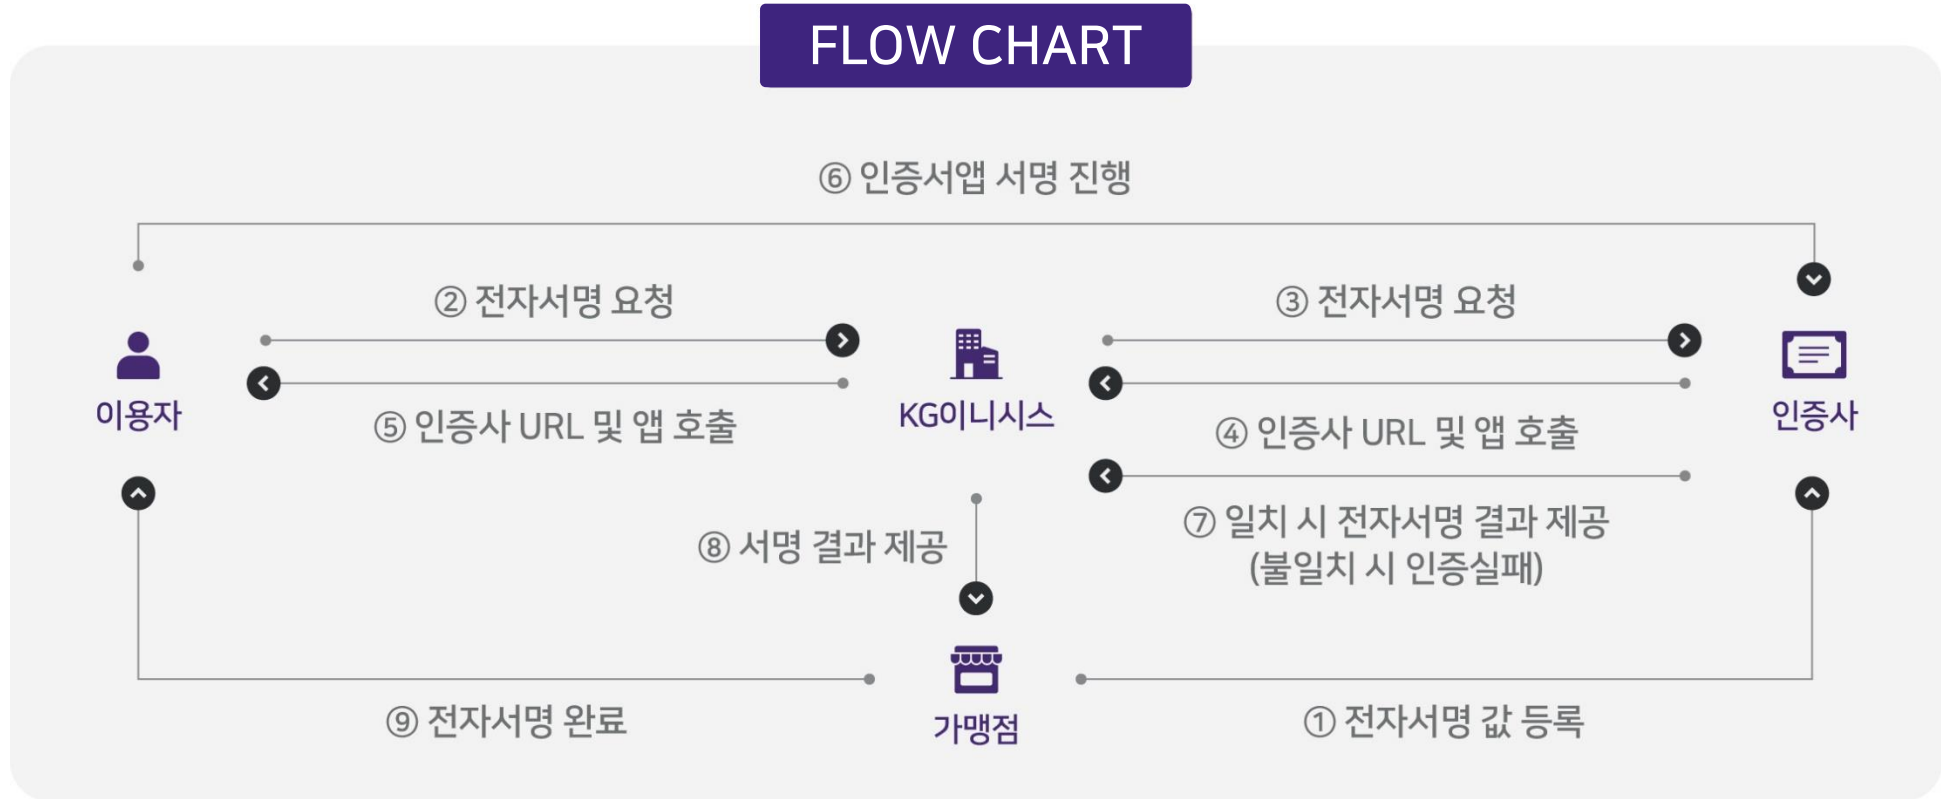 FLOW CHART
⑥ 인증서앱 서명 진행
② 전자서명 요청
③ 전자서명 요청
이용자
KG이니시스
인증사
⑤ 인증사 URL 및 앱 호출
④ 인증사 URL 및 앱 호출
⑦ 일치 시 전자서명 결과 제공
(불일치 시 인증실패)
⑧ 서명 결과 제공
가맹점
⑨ 전자서명 완료
① 전자서명 값 등록